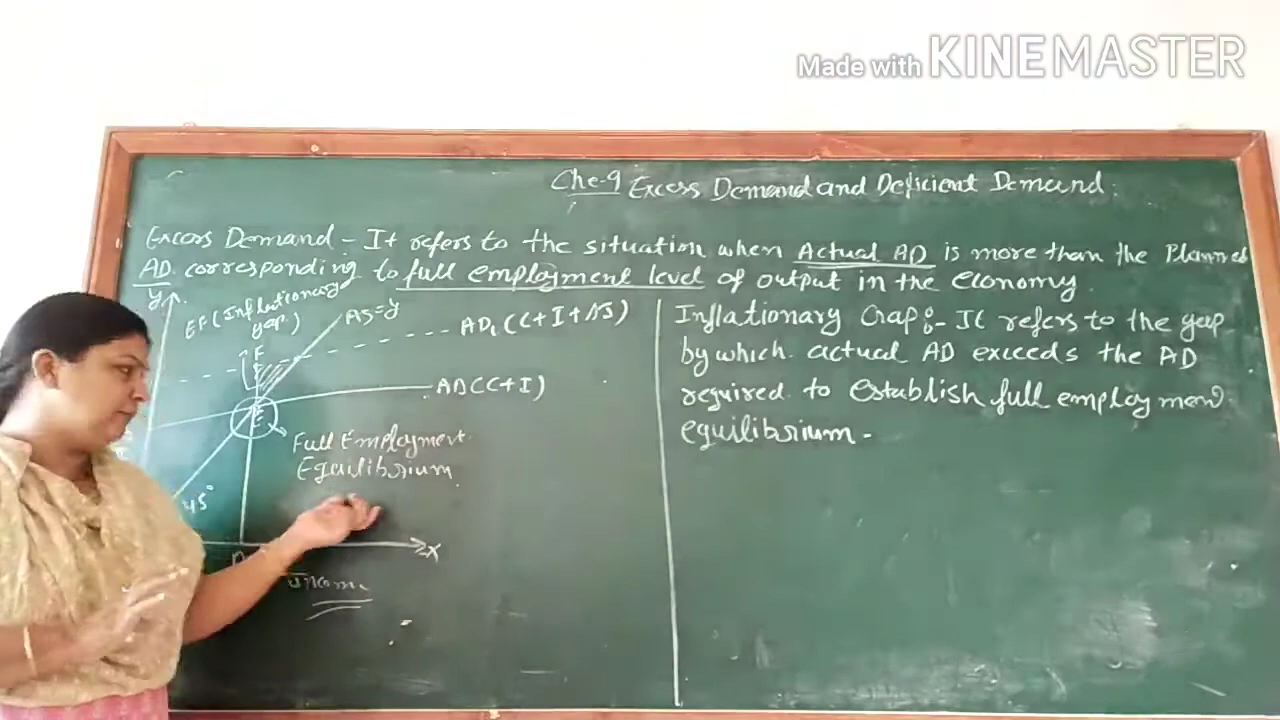 Made with KINEMASTER
Che-9 Excess Demand and Deficient Demand.
Excess Demand - It refers to the situation when Actual AD is more than the Planned
AD corresponding to full employment level of output in the economy.
Y
EF (Inflationary
gap)
AS=Y
AD₁ (C+I+ΔI)
F
AD (C+I)
E
Full Employment
Equilibrium
45°
X
Income
Inflationary Gap:- It refers to the gap
by which actual AD exceeds the AD
required to establish full employment
equilibrium -